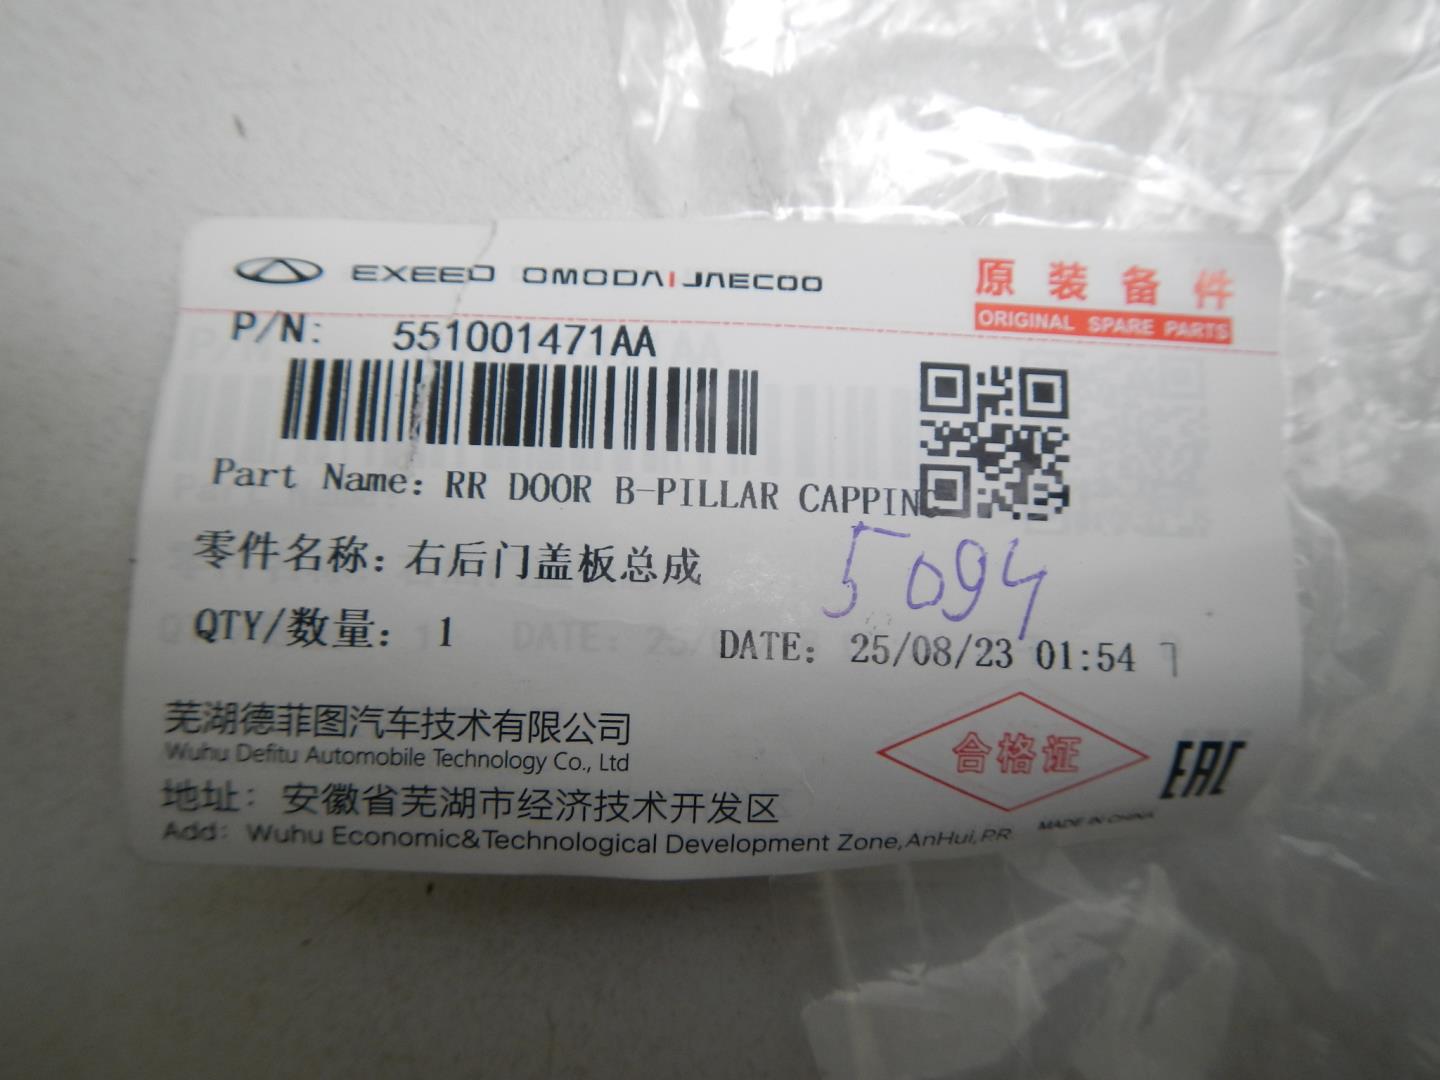 EXEED OMODA JAECOO
原装备件
ORIGINAL SPARE PARTS
P/N: 551001471AA
Part Name: RR DOOR B-PILLAR CAPPING
零件名称: 右后门盖板总成
5094
QTY/数量: 1
DATE: 25/08/23 01:54 7
芜湖德菲图汽车技术有限公司
Wuhu Defitu Automobile Technology Co., Ltd
合格证
EAC
地址: 安徽省芜湖市经济技术开发区
Add: Wuhu Economic&Technological Development Zone,AnHui,P.R
MADE IN CHINA